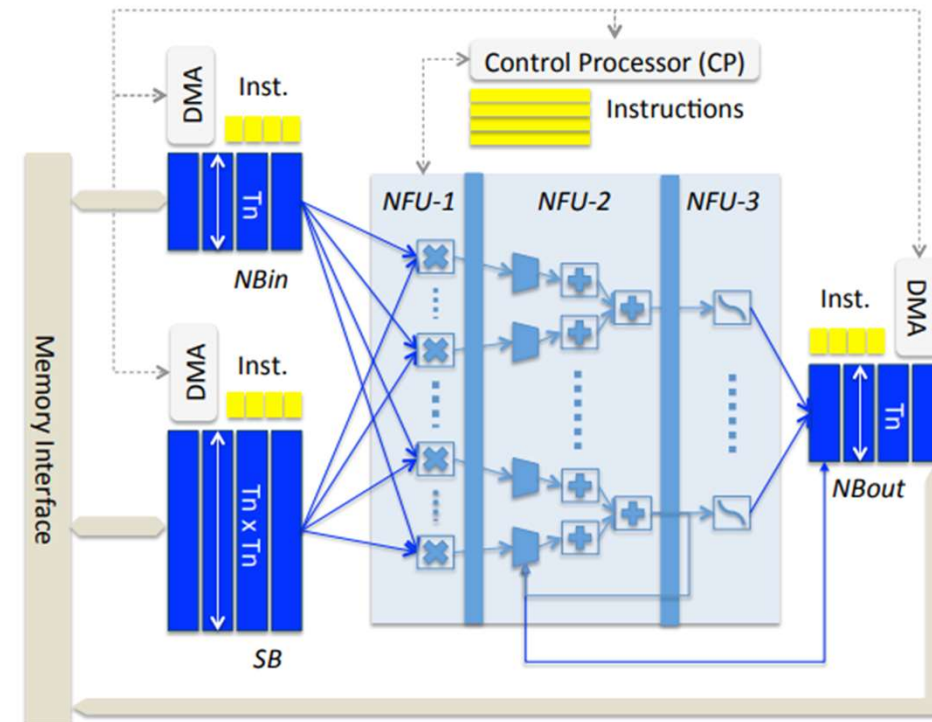 Control Processor (CP)
DMA
Inst.
Instructions
Tn
NBin
NFU-1
NFU-2
NFU-3
DMA
Inst.
Tn x Tn
SB
Inst.
DMA
Tn
NBout
Memory Interface